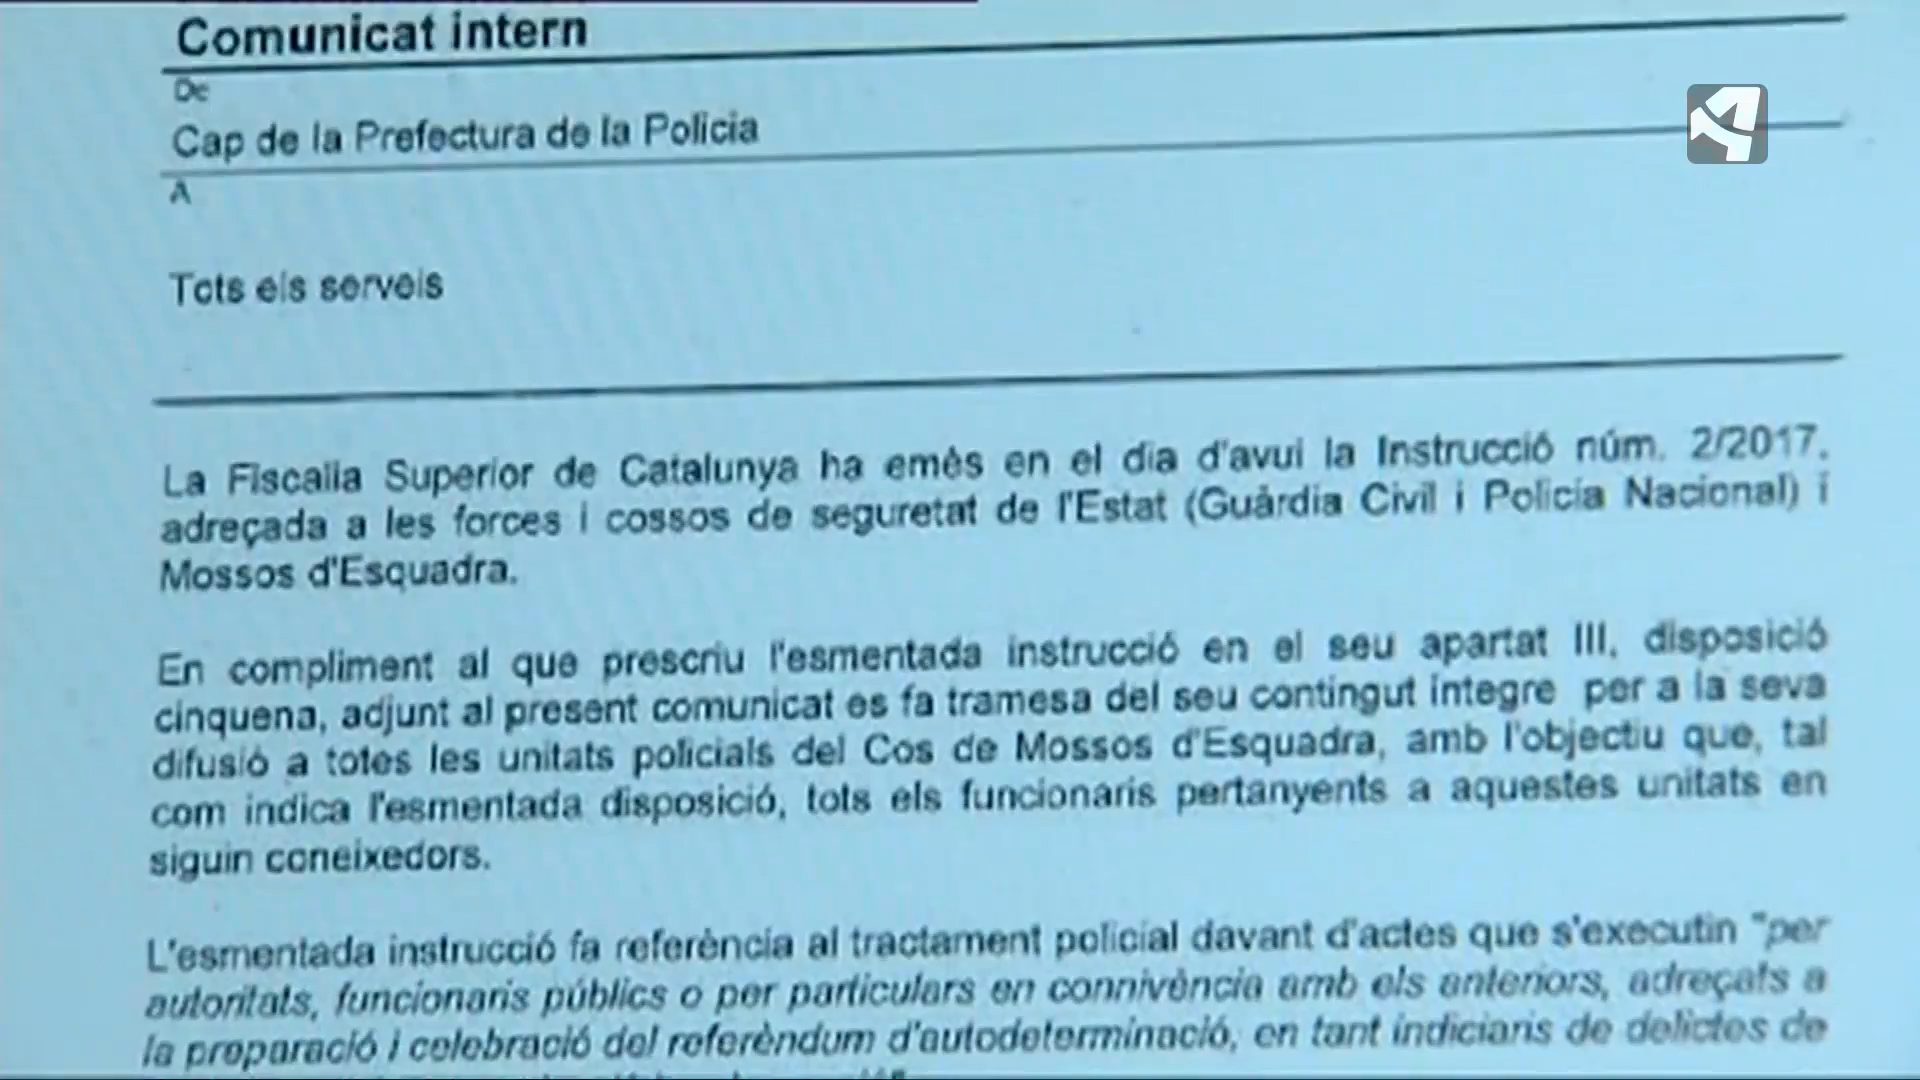 Comunicat intern
De
Cap de la Prefectura de la Policia
A
Tots els serveis
La Fiscalia Superior de Catalunya ha emès en el dia d'avui la Instrucció núm. 2/2017,
adreçada a les forces i cossos de seguretat de l'Estat (Guàrdia Civil i Policia Nacional) i
Mossos d'Esquadra.
En compliment al que prescriu l'esmentada instrucció en el seu apartat III, disposició
cinquena, adjunt al present comunicat es fa tramesa del seu contingut íntegre per a la seva
difusió a totes les unitats policials del Cos de Mossos d'Esquadra, amb l'objectiu que, tal
com indica l'esmentada disposició, tots els funcionaris pertanyents a aquestes unitats en
siguin coneixedors.
L'esmentada instrucció fa referència al tractament policial davant d'actes que s'executin "per
autoritats, funcionaris públics o per particulars en connivència amb els anteriors, adreçats a
la preparació i celebració del referèndum d'autodeterminació, en tant indiciaris de delictes de